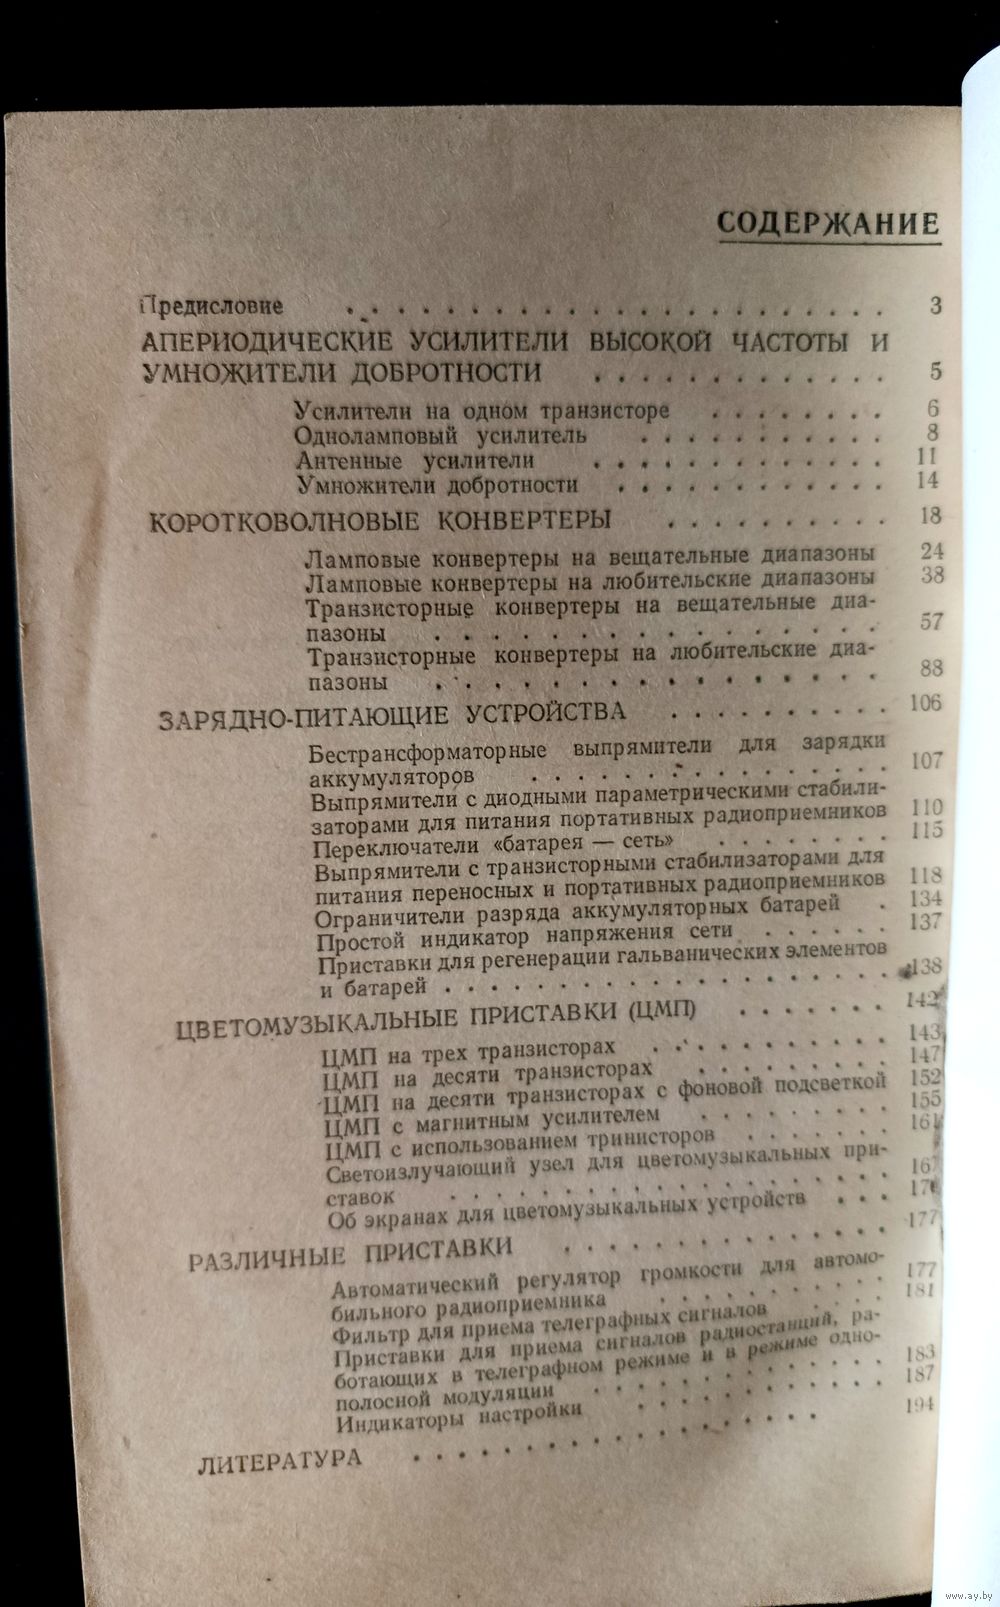 СОДЕРЖАНИЕ
Предисловие . . . . . . . . . . . . . . . . . . . . . . 3
АПЕРИОДИЧЕСКИЕ УСИЛИТЕЛИ ВЫСОКОЙ ЧАСТОТЫ И
УМНОЖИТЕЛИ ДОБРОТНОСТИ . . . . . . . . . . . . . 5
Усилители на одном транзисторе . . . . . . . . 6
Одноламповый усилитель . . . . . . . . . . . 8
Антенные усилители . . . . . . . . . . . . . 11
Умножители добротности . . . . . . . . . . . . 14
КОРОТКОВОЛНОВЫЕ КОНВЕРТЕРЫ . . . . . . . . . . 18
Ламповые конвертеры на вещательные диапазоны 24
Ламповые конвертеры на любительские диапазоны 38
Транзисторные конвертеры на вещательные диа-
пазоны . . . . . . . . . . . . . . . . 57
Транзисторные конвертеры на любительские диа-
пазоны . . . . . . . . . . . . . . . . 88
ЗАРЯДНО-ПИТАЮЩИЕ УСТРОЙСТВА . . . . . . . . . . 106
Бестрансформаторные выпрямители для зарядки
аккумуляторов . . . . . . . . . . . . . 107
Выпрямители с диодными параметрическими стабили-
заторами для питания портативных радиоприемников 110
Переключатели «батарея — сеть» . . . . . . . . 115
Выпрямители с транзисторными стабилизаторами для
питания переносных и портативных радиоприемников 118
Ограничители разряда аккумуляторных батарей . 134
Простой индикатор напряжения сети . . . . . . 137
Приставки для регенерации гальванических элементов
и батарей . . . . . . . . . . . . . . . . 138
ЦВЕТОМУЗЫКАЛЬНЫЕ ПРИСТАВКИ (ЦМП) . . . . . . . 142
ЦМП на трех транзисторах . . . . . . . . . . 143
ЦМП на десяти транзисторах . . . . . . . . . 147
ЦМП на десяти транзисторах с фоновой подсветкой 152
ЦМП с магнитным усилителем . . . . . . . . . 155
ЦМП с использованием тринисторов . . . . . . . 161
Светоизлучающий узел для цветомузыкальных при-
ставок . . . . . . . . . . . . . . . . 167
Об экранах для цветомузыкальных устройств . . .
РАЗЛИЧНЫЕ ПРИСТАВКИ . . . . . . . . . . . . . . 177
Автоматический регулятор громкости для автомо-
бильного радиоприемника . . . . . . . . . . 177
Фильтр для приема телеграфных сигналов . . . . 181
Приставки для приема сигналов радиостанций, ра-
ботающих в телеграфном режиме и в режиме одно-
полосной модуляции . . . . . . . . . . . . 183
Индикаторы настройки . . . . . . . . . . . 187
ЛИТЕРАТУРА . . . . . . . . . . . . . . . . . . 194
www.ay.by